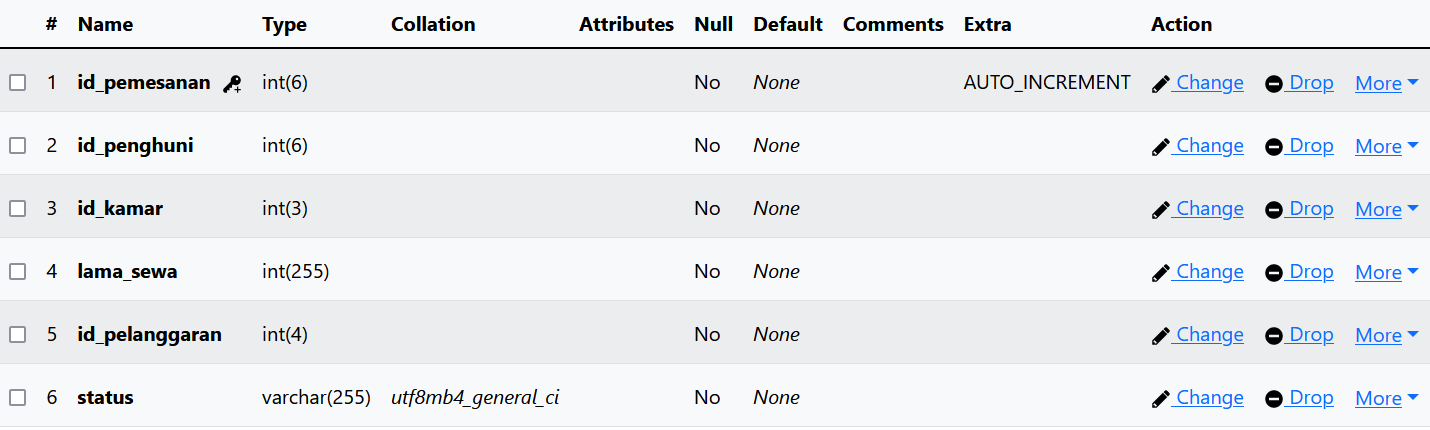 # Name Type Collation Attributes Null Default Comments Extra Action
1 id_pemesanan int(6) No None AUTO_INCREMENT Change Drop More
2 id_penghuni int(6) No None Change Drop More
3 id_kamar int(3) No None Change Drop More
4 lama_sewa int(255) No None Change Drop More
5 id_pelanggaran int(4) No None Change Drop More
6 status varchar(255) utf8mb4_general_ci No None Change Drop More